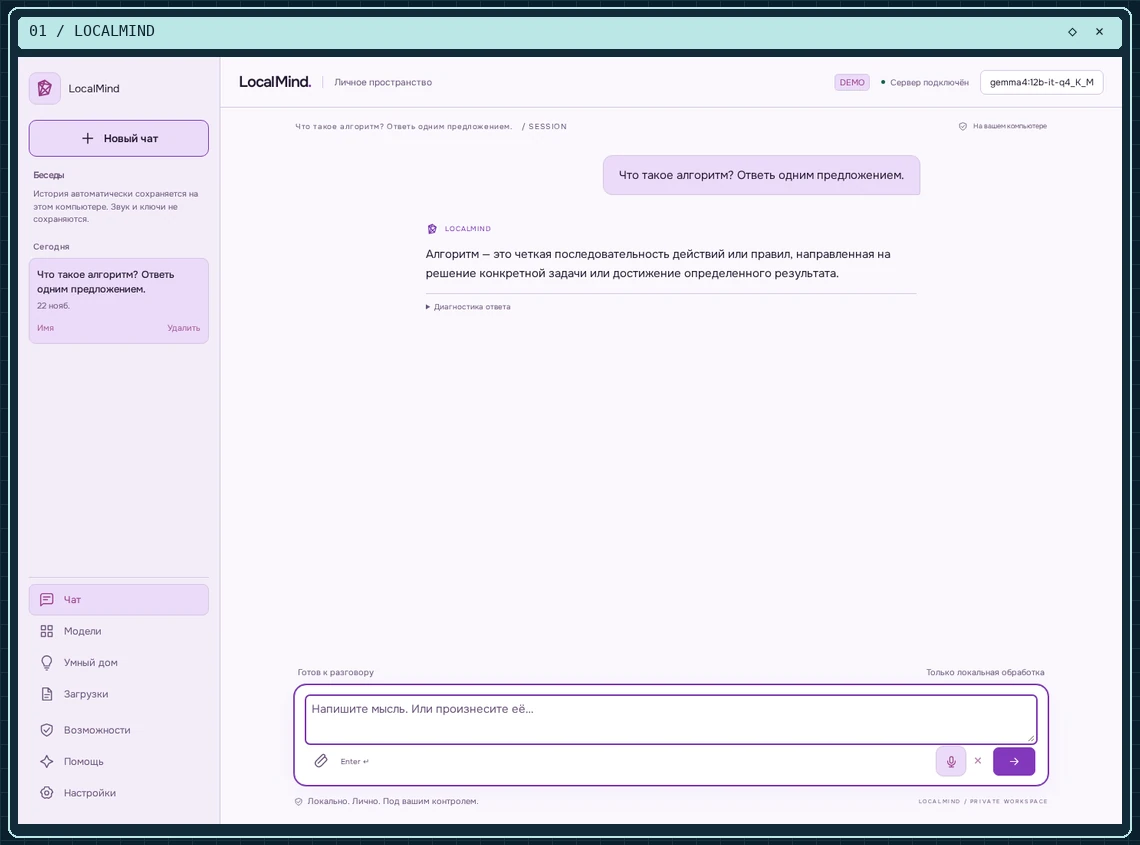 01 / LOCALMIND
LocalMind
Новый чат
Беседы
История автоматически сохраняется на
этом компьютере. Звук и ключи не
сохраняются.
Сегодня
Что такое алгоритм? Ответь
одним предложением.
22 нояб.
Имя
Удалить
Чат
Модели
Умный дом
Загрузки
Возможности
Помощь
Настройки
LocalMind.
Личное пространство
DEMO
Сервер подключён
gemma4:12b-it-q4_K_M
Что такое алгоритм? Ответь одним предложением. / SESSION
На вашем компьютере
Что такое алгоритм? Ответь одним предложением.
LOCALMIND
Алгоритм — это четкая последовательность действий или правил, направленная на
решение конкретной задачи или достижение определенного результата.
Диагностика ответа
Готов к разговору
Только локальная обработка
Напишите мысль. Или произнесите её…
Enter ↵
Локально. Лично. Под вашим контролем.
LOCALMIND / PRIVATE WORKSPACE